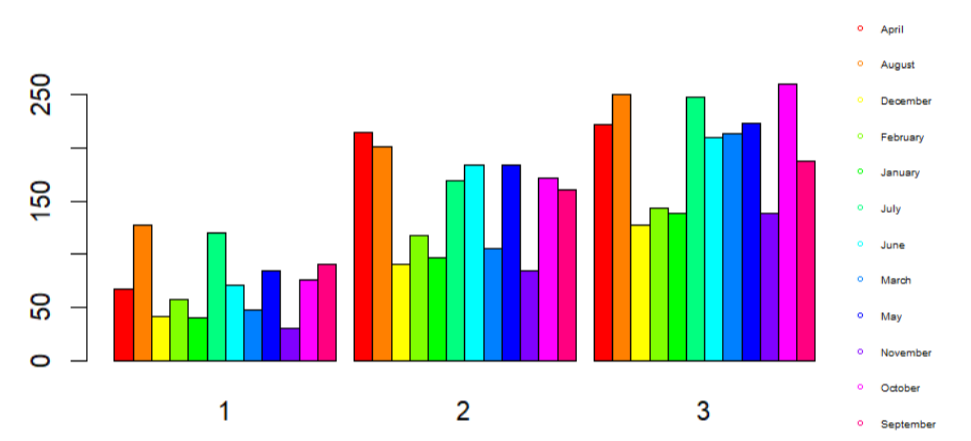 250
150
50
0
1
2
3
April
August
December
February
January
July
June
March
May
November
October
September